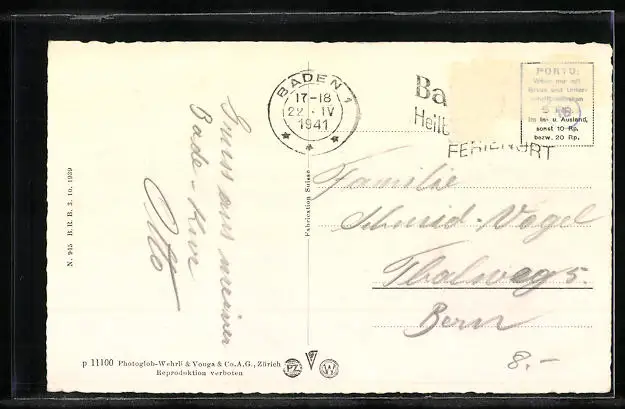 BADEN 1
17-18
22. IV
1941
Ba
Heilb
FERIENORT
PORTO:
5 Rp.
im In- u. Ausland,
sonst 10 Rp.
bezw. 20 Rp.
Gruss aus meiner
Bade-Kur
Otto
Familie
Schmid-Vogel
Thalweg 5.
Bern
8.-
Fabrication Suisse
N. 945 B.R.B. 3. 10. 1939
p 11100 Photoglob-Wehrli & Vouga & Co. A.G., Zürich
Reproduktion verboten
PZ
W